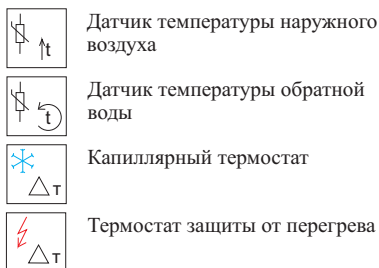 t
Датчик температуры наружного
воздуха
t
Датчик температуры обратной
воды
T
Капиллярный термостат
T
Термостат защиты от перегрева